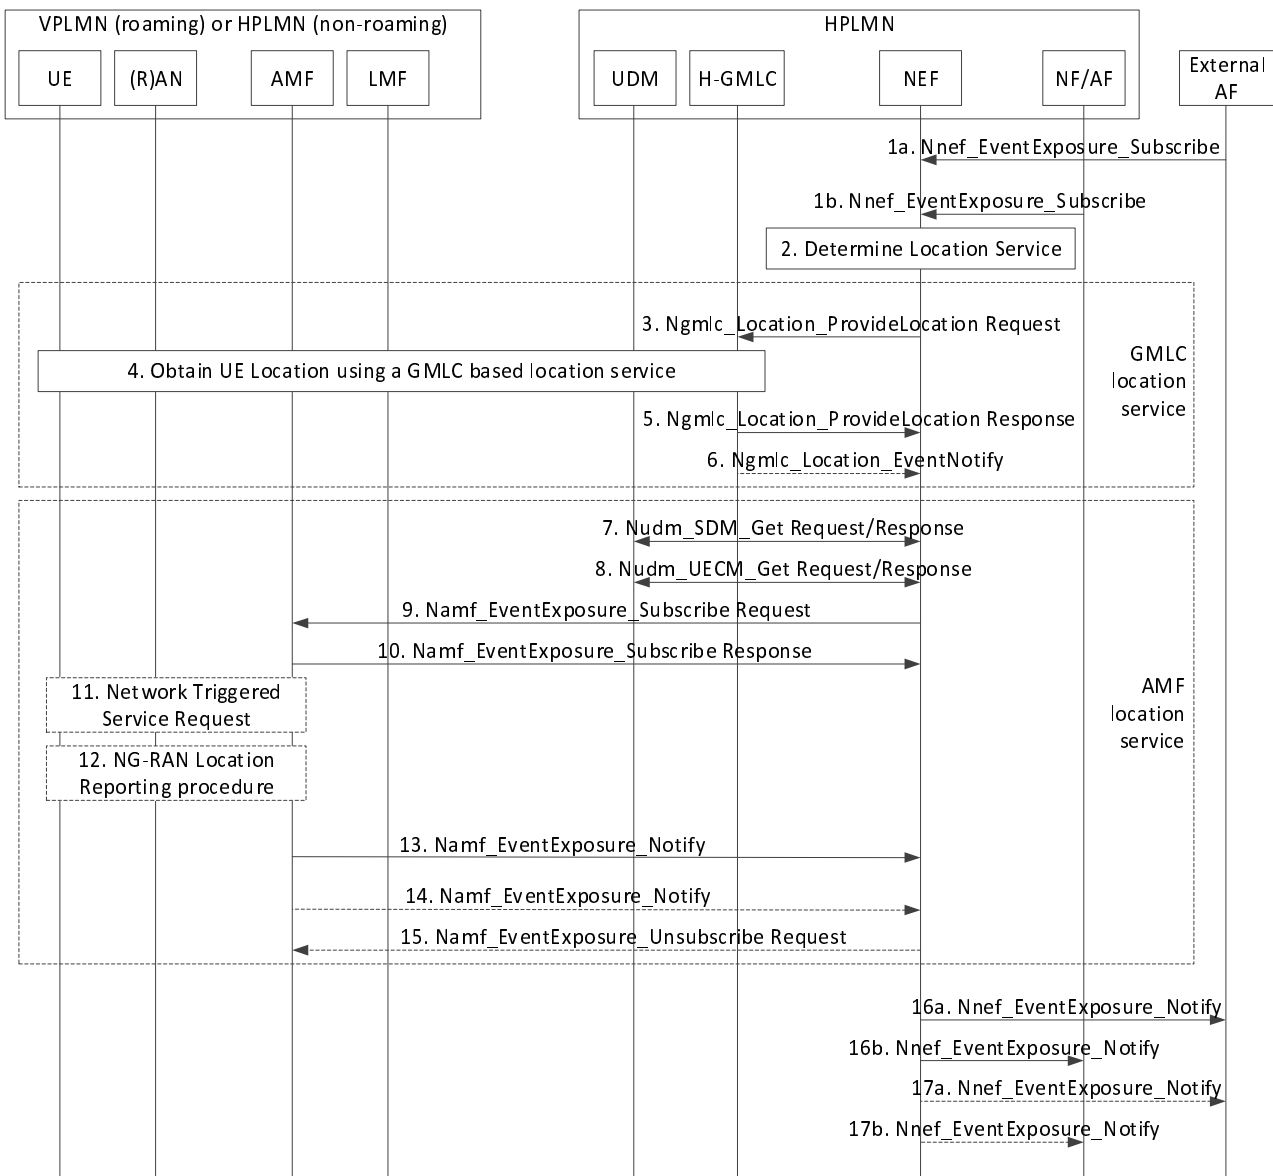 VPLMN (roaming) or HPLMN (non-roaming)
HPLMN
UE
(R)AN
AMF
LMF
UDM
H-GMLC
NEF
NF/AF
External
AF
1a. Nnef_EventExposure_Subscribe
1b. Nnef_EventExposure_Subscribe
2. Determine Location Service
3. Ngmlc_Location_ProvideLocation Request
4. Obtain UE Location using a GMLC based location service
5. Ngmlc_Location_ProvideLocation Response
6. Ngmlc_Location_EventNotify
GMLC
location
service
7. Nudm_SDM_Get Request/Response
8. Nudm_UECM_Get Request/Response
9. Namf_EventExposure_Subscribe Request
10. Namf_EventExposure_Subscribe Response
11. Network Triggered
Service Request
12. NG-RAN Location
Reporting procedure
AMF
location
service
13. Namf_EventExposure_Notify
14. Namf_EventExposure_Notify
15. Namf_EventExposure_Unsubscribe Request
16a. Nnef_EventExposure_Notify
16b. Nnef_EventExposure_Notify
17a. Nnef_EventExposure_Notify
17b. Nnef_EventExposure_Notify